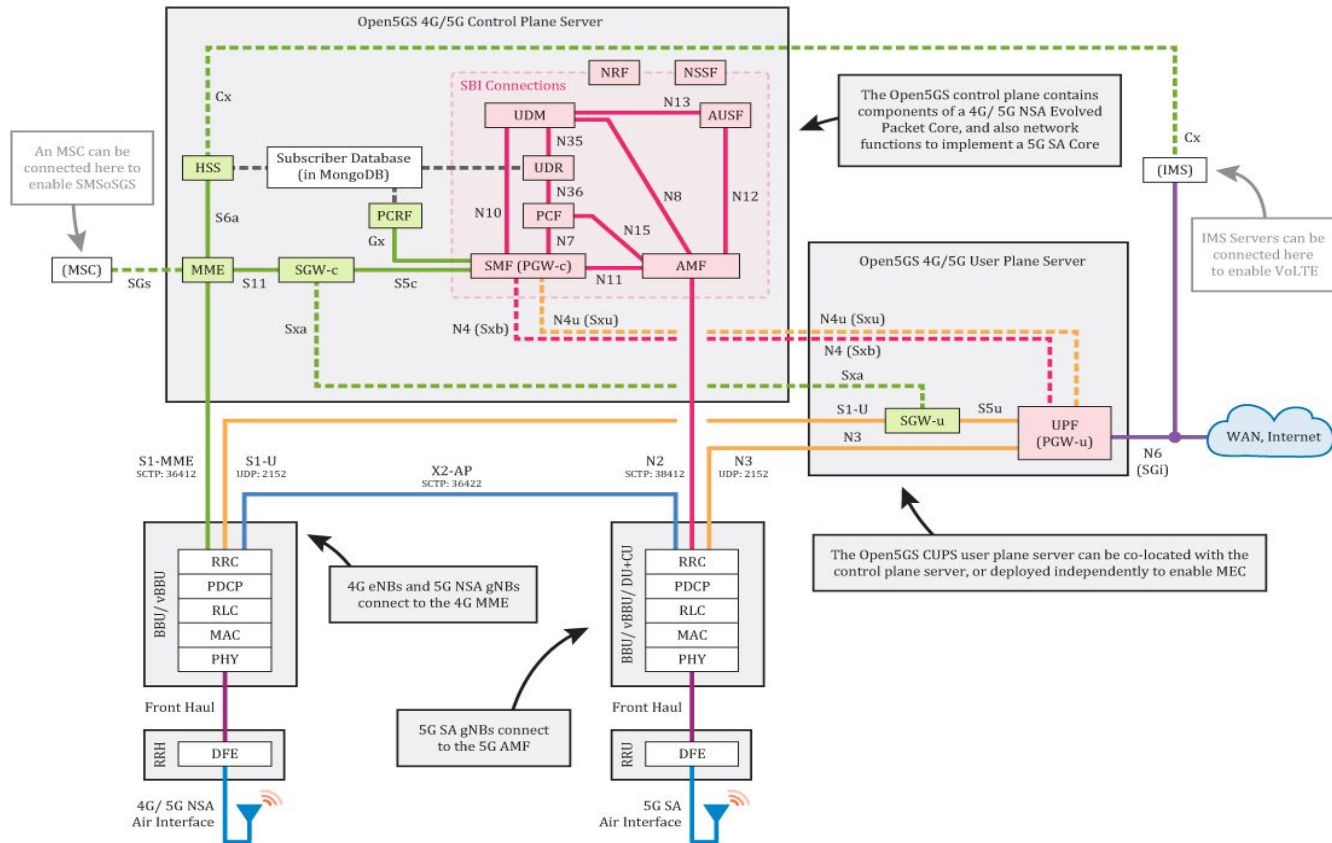 Open5GS 4G/5G Control Plane Server
NRF
NSSF
SBI Connections
Cx
N13
UDM
AUSF
The Open5GS control plane contains
components of a 4G/ 5G NSA Evolved
Packet Core, and also network
functions to implement a 5G SA Core
An MSC can be
connected here to
enable SMSoSGS
N35
Cx
HSS
Subscriber Database
(in MongoDB)
UDR
(IMS)
N36
N8
N12
S6a
PCRF
N10
PCF
N15
Gx
N7
IMS Servers can be
connected here
to enable VoLTE
(MSC)
SGs
MME
S11
SGW-c
S5c
SMF (PGW-c)
N11
AMF
Open5GS 4G/5G User Plane Server
Sxa
N4 (Sxb)
N4u (Sxu)
N4u (Sxu)
N4 (Sxb)
Sxa
S1-U
SGW-u
S5u
UPF
(PGW-u)
N3
WAN, Internet
N6
(SGi)
S1-MME
SCTP: 36412
S1-U
UDP: 2152
X2-AP
SCTP: 36422
N2
SCTP: 38412
N3
UDP: 2152
BBU/ vBBU
RRC
PDCP
RLC
MAC
PHY
4G eNBs and 5G NSA gNBs
connect to the 4G MME
BBU/ vBBU/ DU+CU
RRC
PDCP
RLC
MAC
PHY
The Open5GS CUPS user plane server can be co-located with the
control plane server, or deployed independently to enable MEC
Front Haul
Front Haul
5G SA gNBs connect
to the 5G AMF
RRH
DFE
RRU
DFE
4G/ 5G NSA
Air Interface
5G SA
Air Interface